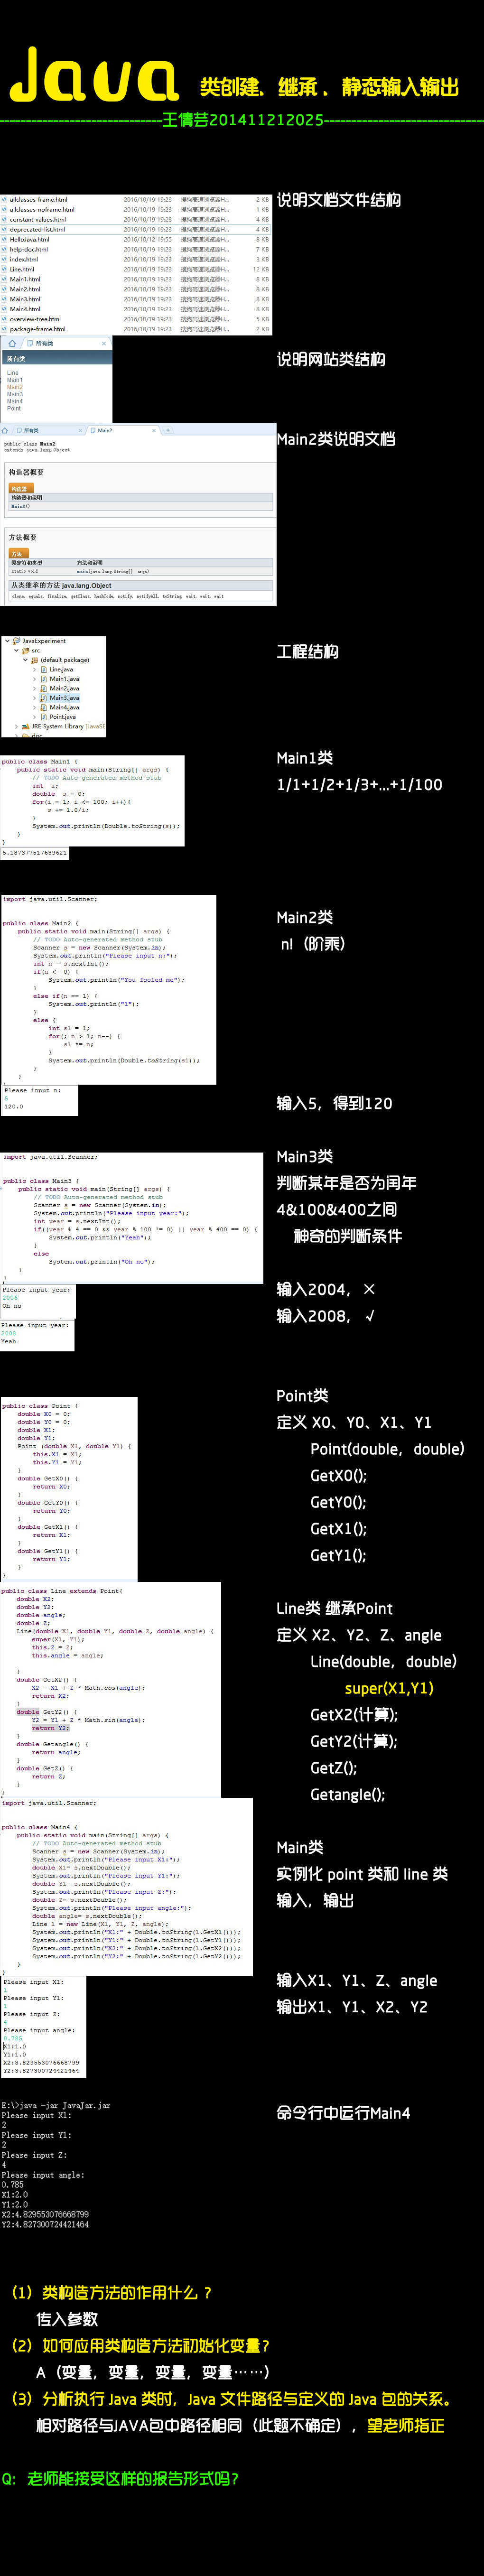 Java 类创建、继承 ，静态输入输出
王倩芸201411212025
说明文档文件结构
allclasses-frame.html 2016/10/19 19:23 搜狗高速浏览器H... 2 KB
allclasses-noframe.html 2016/10/19 19:23 搜狗高速浏览器H... 1 KB
constant-values.html 2016/10/19 19:23 搜狗高速浏览器H... 4 KB
deprecated-list.html 2016/10/19 19:23 搜狗高速浏览器H... 4 KB
HelloJava.html 2016/10/12 19:55 搜狗高速浏览器H... 8 KB
help-doc.html 2016/10/19 19:23 搜狗高速浏览器H... 7 KB
index.html 2016/10/19 19:23 搜狗高速浏览器H... 3 KB
Line.html 2016/10/19 19:23 搜狗高速浏览器H... 12 KB
Main1.html 2016/10/19 19:23 搜狗高速浏览器H... 8 KB
Main2.html 2016/10/19 19:23 搜狗高速浏览器H... 8 KB
Main3.html 2016/10/19 19:23 搜狗高速浏览器H... 8 KB
Main4.html 2016/10/19 19:23 搜狗高速浏览器H... 8 KB
overview-tree.html 2016/10/19 19:23 搜狗高速浏览器H... 5 KB
package-frame.html 2016/10/19 19:23 搜狗高速浏览器H... 2 KB
说明网站类结构
所有类
所有类
Line
Main1
Main2
Main3
Main4
Point
Main2类说明文档
所有类 Main2
public class Main2
extends java.lang.Object
构造器概要
构造器
构造器和说明
Main2()
方法概要
方法
限定符和类型 方法和说明
static void main(java.lang.String[] args)
从类继承的方法 java.lang.Object
clone, equals, finalize, getClass, hashCode, notify, notifyAll, toString, wait, wait, wait
工程结构
JavaExperiment
src
(default package)
Line.java
Main1.java
Main2.java
Main3.java
Main4.java
Point.java
JRE System Library [JavaSE
doc
Main1类
1/1+1/2+1/3+...+1/100
public class Main1 {
public static void main(String[] args) {
// TODO Auto-generated method stub
int i;
double s = 0;
for(i = 1; i <= 100; i++){
s += 1.0/i;
}
System.out.println(Double.toString(s));
}
}
5.187377517639621
Main2类
n!（阶乘）
import java.util.Scanner;
public class Main2 {
public static void main(String[] args) {
// TODO Auto-generated method stub
Scanner s = new Scanner(System.in);
System.out.println("Please input n:");
int n = s.nextInt();
if(n <= 0) {
System.out.println("You fooled me");
}
else if(n == 1) {
System.out.println("1");
}
else {
int s1 = 1;
for(; n > 1; n--) {
s1 *= n;
}
System.out.println(Double.toString(s1));
}
}
}
Please input n:
5
120.0
输入5，得到120
Main3类
判断某年是否为闰年
4&100&400之间
神奇的判断条件
import java.util.Scanner;
public class Main3 {
public static void main(String[] args) {
// TODO Auto-generated method stub
Scanner s = new Scanner(System.in);
System.out.println("Please input year:");
int year = s.nextInt();
if((year % 4 == 0 && year % 100 != 0) || year % 400 == 0) {
System.out.println("Yeah");
}
else
System.out.println("Oh no");
}
}
Please input year:
2006
Oh no
Please input year:
2008
Yeah
输入2004，×
输入2008，√
Point类
定义 X0、Y0、X1、Y1
Point(double，double)
GetX0();
GetY0();
GetX1();
GetY1();
public class Point {
double X0 = 0;
double Y0 = 0;
double X1;
double Y1;
Point (double X1, double Y1) {
this.X1 = X1;
this.Y1 = Y1;
}
double GetX0() {
return X0;
}
double GetY0() {
return Y0;
}
double GetX1() {
return X1;
}
double GetY1() {
return Y1;
}
}
Line类 继承Point
定义 X2、Y2、Z、angle
Line(double，double)
super(X1,Y1)
GetX2(计算);
GetY2(计算);
GetZ();
Getangle();
public class Line extends Point{
double X2;
double Y2;
double angle;
double Z;
Line(double X1, double Y1, double Z, double angle) {
super(X1, Y1);
this.Z = Z;
this.angle = angle;
}
double GetX2() {
X2 = X1 + Z * Math.cos(angle);
return X2;
}
double GetY2() {
Y2 = Y1 + Z * Math.sin(angle);
return Y2;
}
double Getangle() {
return angle;
}
double GetZ() {
return Z;
}
}
Main类
实例化 point 类和 line 类
输入，输出
import java.util.Scanner;
public class Main4 {
public static void main(String[] args) {
// TODO Auto-generated method stub
Scanner s = new Scanner(System.in);
System.out.println("Please input X1:");
double X1= s.nextDouble();
System.out.println("Please input Y1:");
double Y1= s.nextDouble();
System.out.println("Please input Z:");
double Z= s.nextDouble();
System.out.println("Please input angle:");
double angle= s.nextDouble();
Line l = new Line(X1, Y1, Z, angle);
System.out.println("X1:" + Double.toString(l.GetX1()));
System.out.println("Y1:" + Double.toString(l.GetY1()));
System.out.println("X2:" + Double.toString(l.GetX2()));
System.out.println("Y2:" + Double.toString(l.GetY2()));
}
}
Please input X1:
1
Please input Y1:
1
Please input Z:
4
Please input angle:
0.785
X1:1.0
Y1:1.0
X2:3.829553076668799
Y2:3.827300724421464
输入X1、Y1、Z、angle
输出X1、Y1、X2、Y2
命令行中运行Main4
E:\>java -jar JavaJar.jar
Please input X1:
2
Please input Y1:
2
Please input Z:
4
Please input angle:
0.785
X1:2.0
Y1:2.0
X2:4.829553076668799
Y2:4.827300724421464
（1）类构造方法的作用什么 ？
传入参数
（2）如何应用类构造方法初始化变量？
A（变量，变量，变量，变量……）
（3）分析执行 Java 类时，Java 文件路径与定义的 Java 包的关系。
相对路径与JAVA包中路径相同（此题不确定），望老师指正
Q：老师能接受这样的报告形式吗？